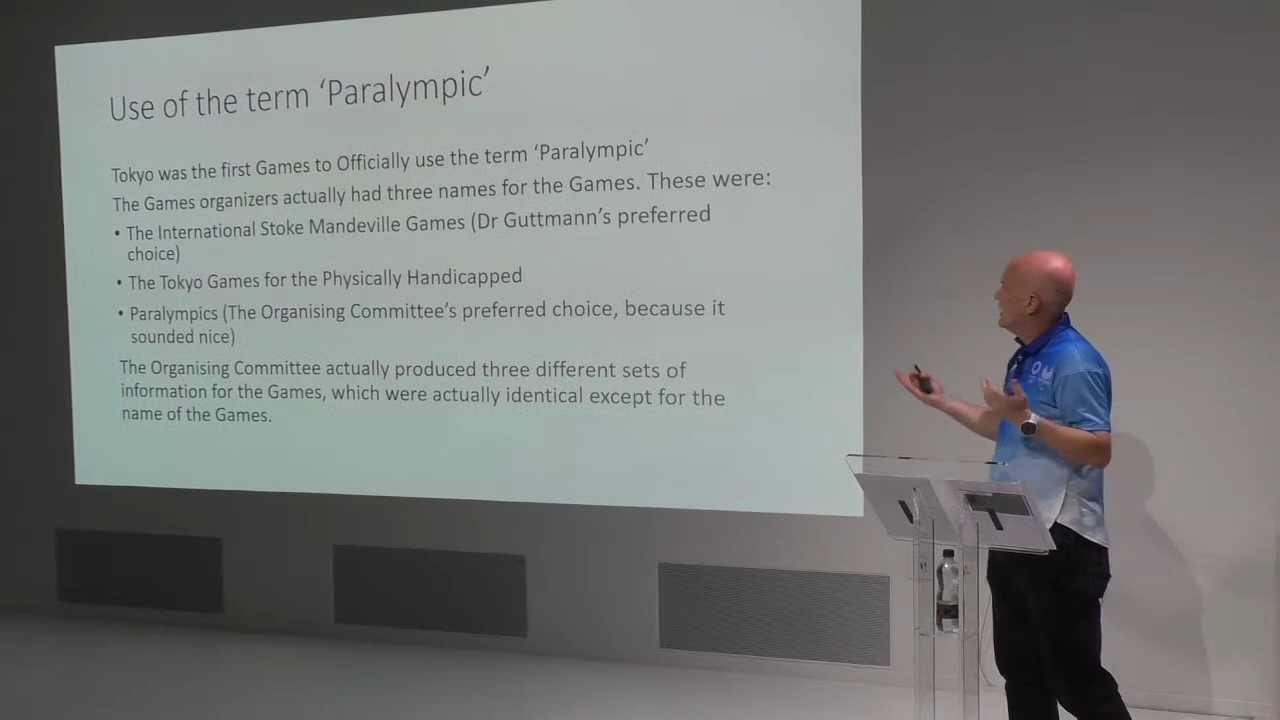 Use of the term ‘Paralympic’
Tokyo was the first Games to Officially use the term ‘Paralympic’
The Games organizers actually had three names for the Games. These were:
• The International Stoke Mandeville Games (Dr Guttmann’s preferred
choice)
• The Tokyo Games for the Physically Handicapped
• Paralympics (The Organising Committee’s preferred choice, because it
sounded nice)
The Organising Committee actually produced three different sets of
information for the Games, which were actually identical except for the
name of the Games.